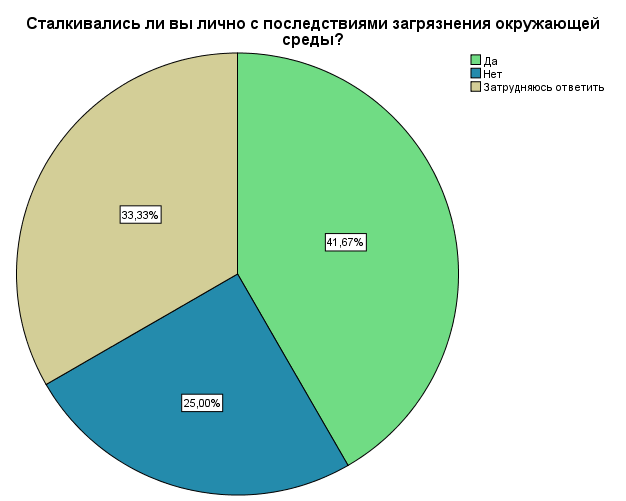 Сталкивались ли вы лично с последствиями загрязнения окружающей
среды?
Да
Нет
Затрудняюсь ответить
33,33%
41,67%
25,00%